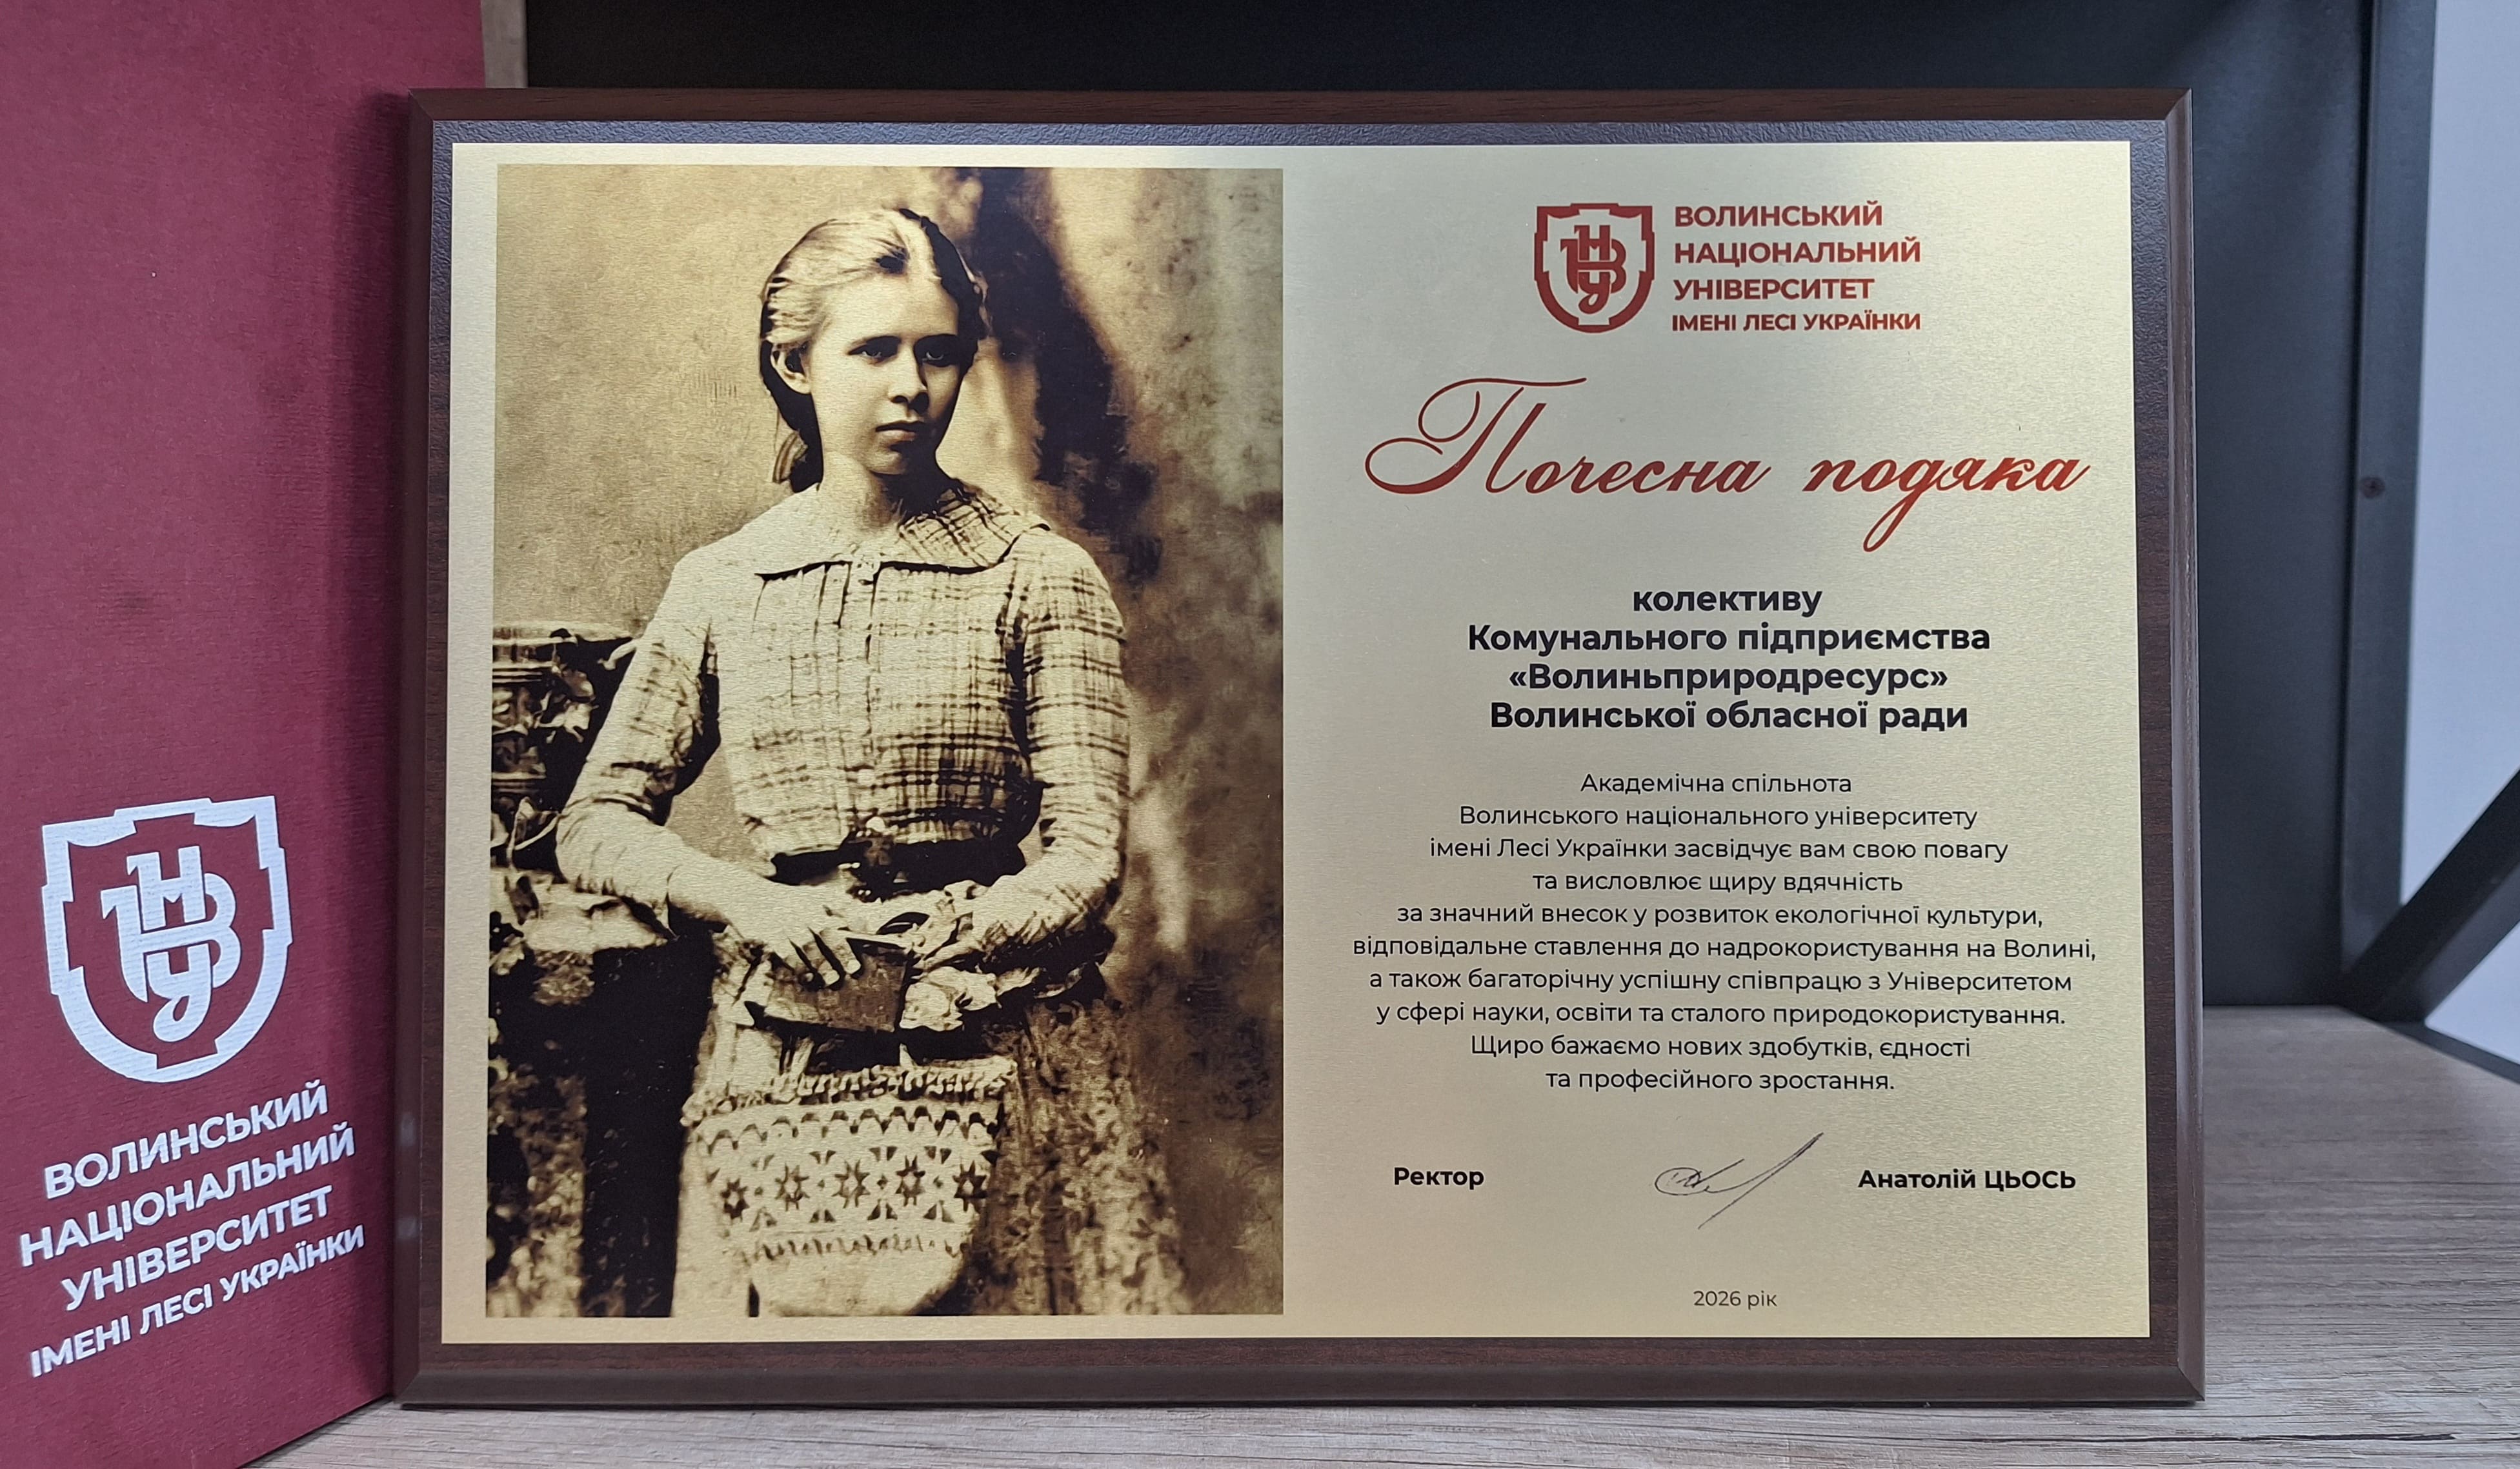 ВОЛИНСЬКИЙ
НАЦІОНАЛЬНИЙ
УНІВЕРСИТЕТ
ІМЕНІ ЛЕСІ УКРАЇНКИ
Почесна подяка
колективу
Комунального підприємства
«Волиньприродресурс»
Волинської обласної ради
Академічна спільнота
Волинського національного університету
імені Лесі Українки засвідчує вам свою повагу
та висловлює щиру вдячність
за значний внесок у розвиток екологічної культури,
відповідальне ставлення до надрокористування на Волині,
а також багаторічну успішну співпрацю з Університетом
у сфері науки, освіти та сталого природокористування.
Щиро бажаємо нових здобутків, єдності
та професійного зростання.
Ректор Анатолій ЦЬОСЬ
2026 рік
ВОЛИНСЬКИЙ
НАЦІОНАЛЬНИЙ
УНІВЕРСИТЕТ
ІМЕНІ ЛЕСІ УКРАЇНКИ